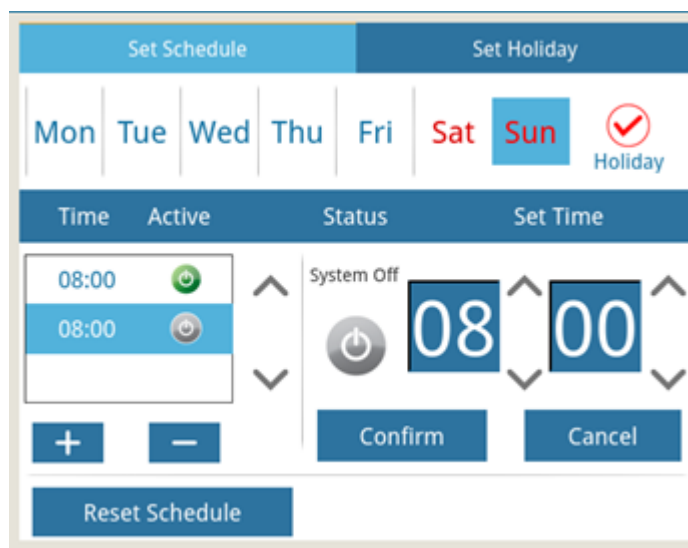 Set Schedule Set Holiday
Mon Tue Wed Thu Fri Sat Sun Holiday
Time Active Status Set Time
08:00
08:00
System Off
08 00
+ − Confirm Cancel
Reset Schedule